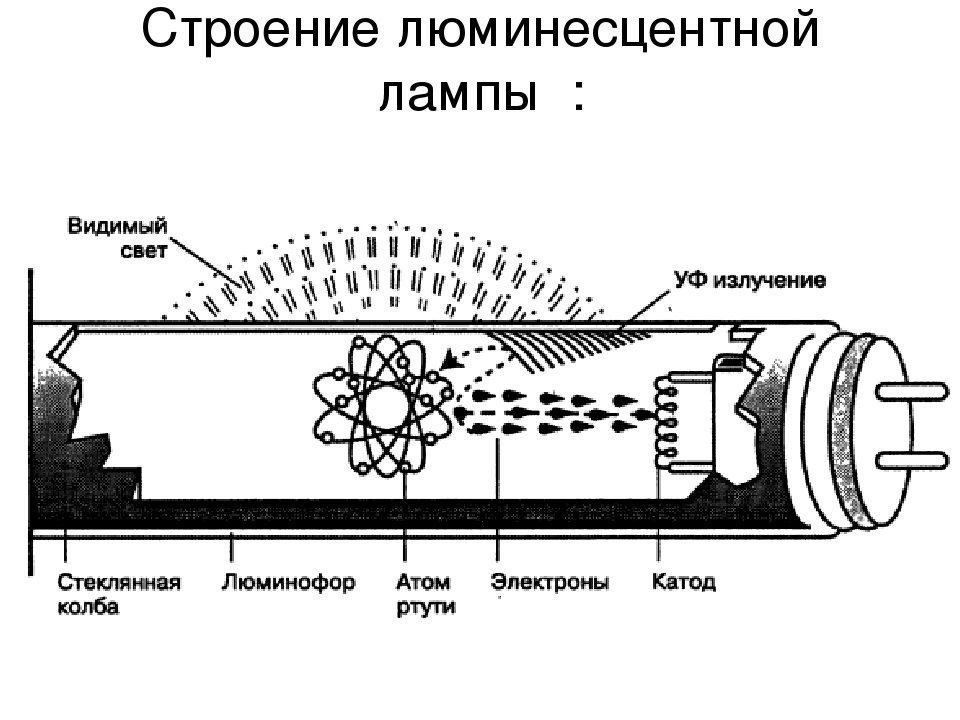 Строение люминесцентной
лампы :
Видимый
свет
УФ излучение
Стеклянная
колба
Люминофор
Атом
ртути
Электроны
Катод